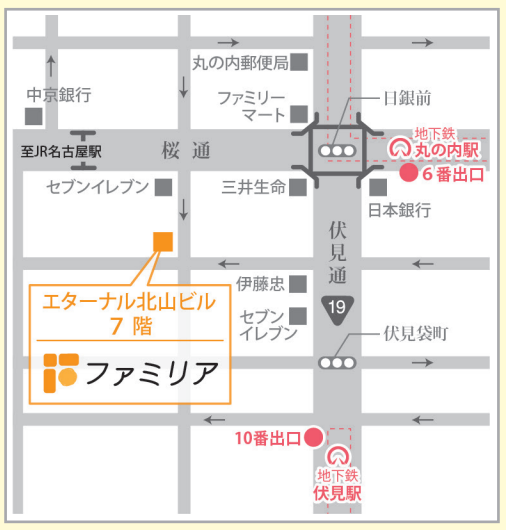 丸の内郵便局
中京銀行
ファミリー
マート
日銀前
地下鉄
丸の内駅
至JR名古屋駅
桜通
6番出口
セブンイレブン
三井生命
日本銀行
伏見通
伊藤忠
エターナル北山ビル
7階
ファミリア
セブン
イレブン
19
伏見袋町
10番出口
地下鉄
伏見駅